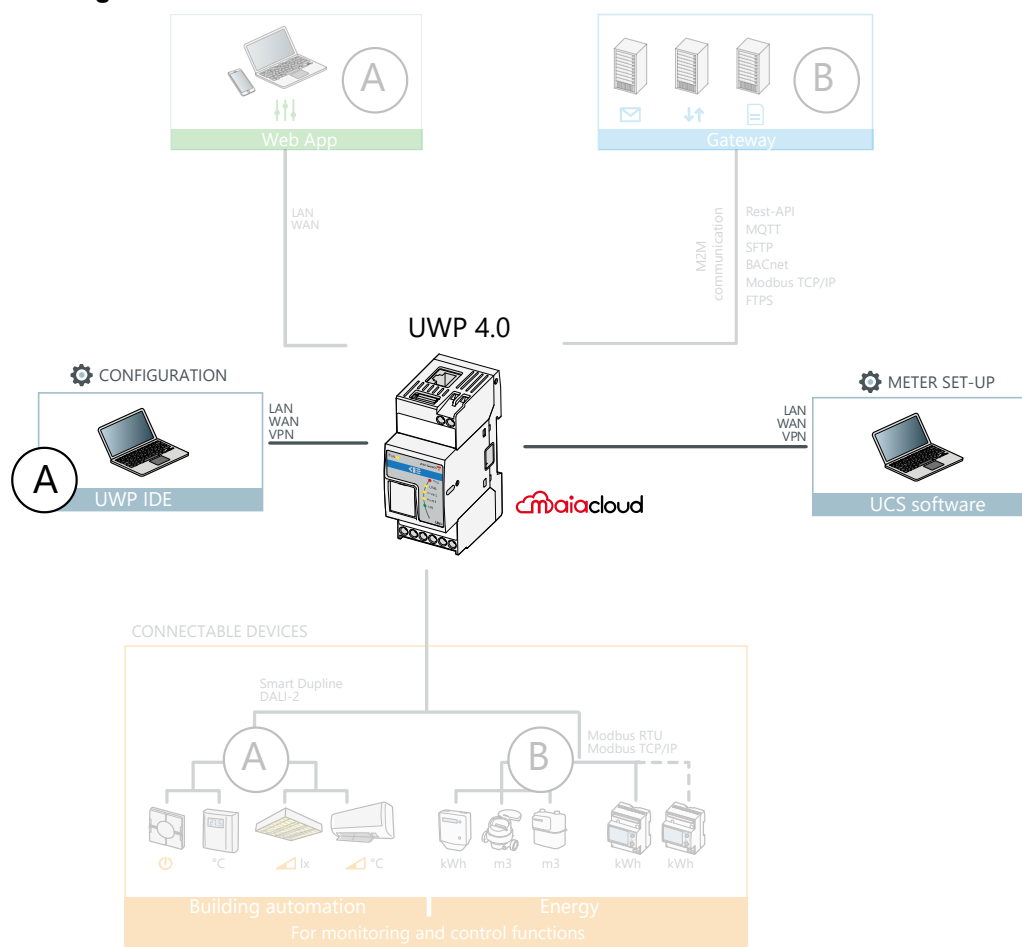 A
Web App
B
Gateway
LAN
WAN
M2M
communication
Rest-API
MQTT
SFTP
BACnet
Modbus TCP/IP
FTPS
UWP 4.0
CONFIGURATION
LAN
WAN
VPN
A
UWP IDE
maiacloud
METER SET-UP
LAN
WAN
VPN
UCS software
CONNECTABLE DEVICES
Smart Dupline
DALI-2
A
B
Modbus RTU
Modbus TCP/IP
°C
lx
°C
kWh
m3
m3
kWh
kWh
Building automation
Energy
For monitoring and control functions